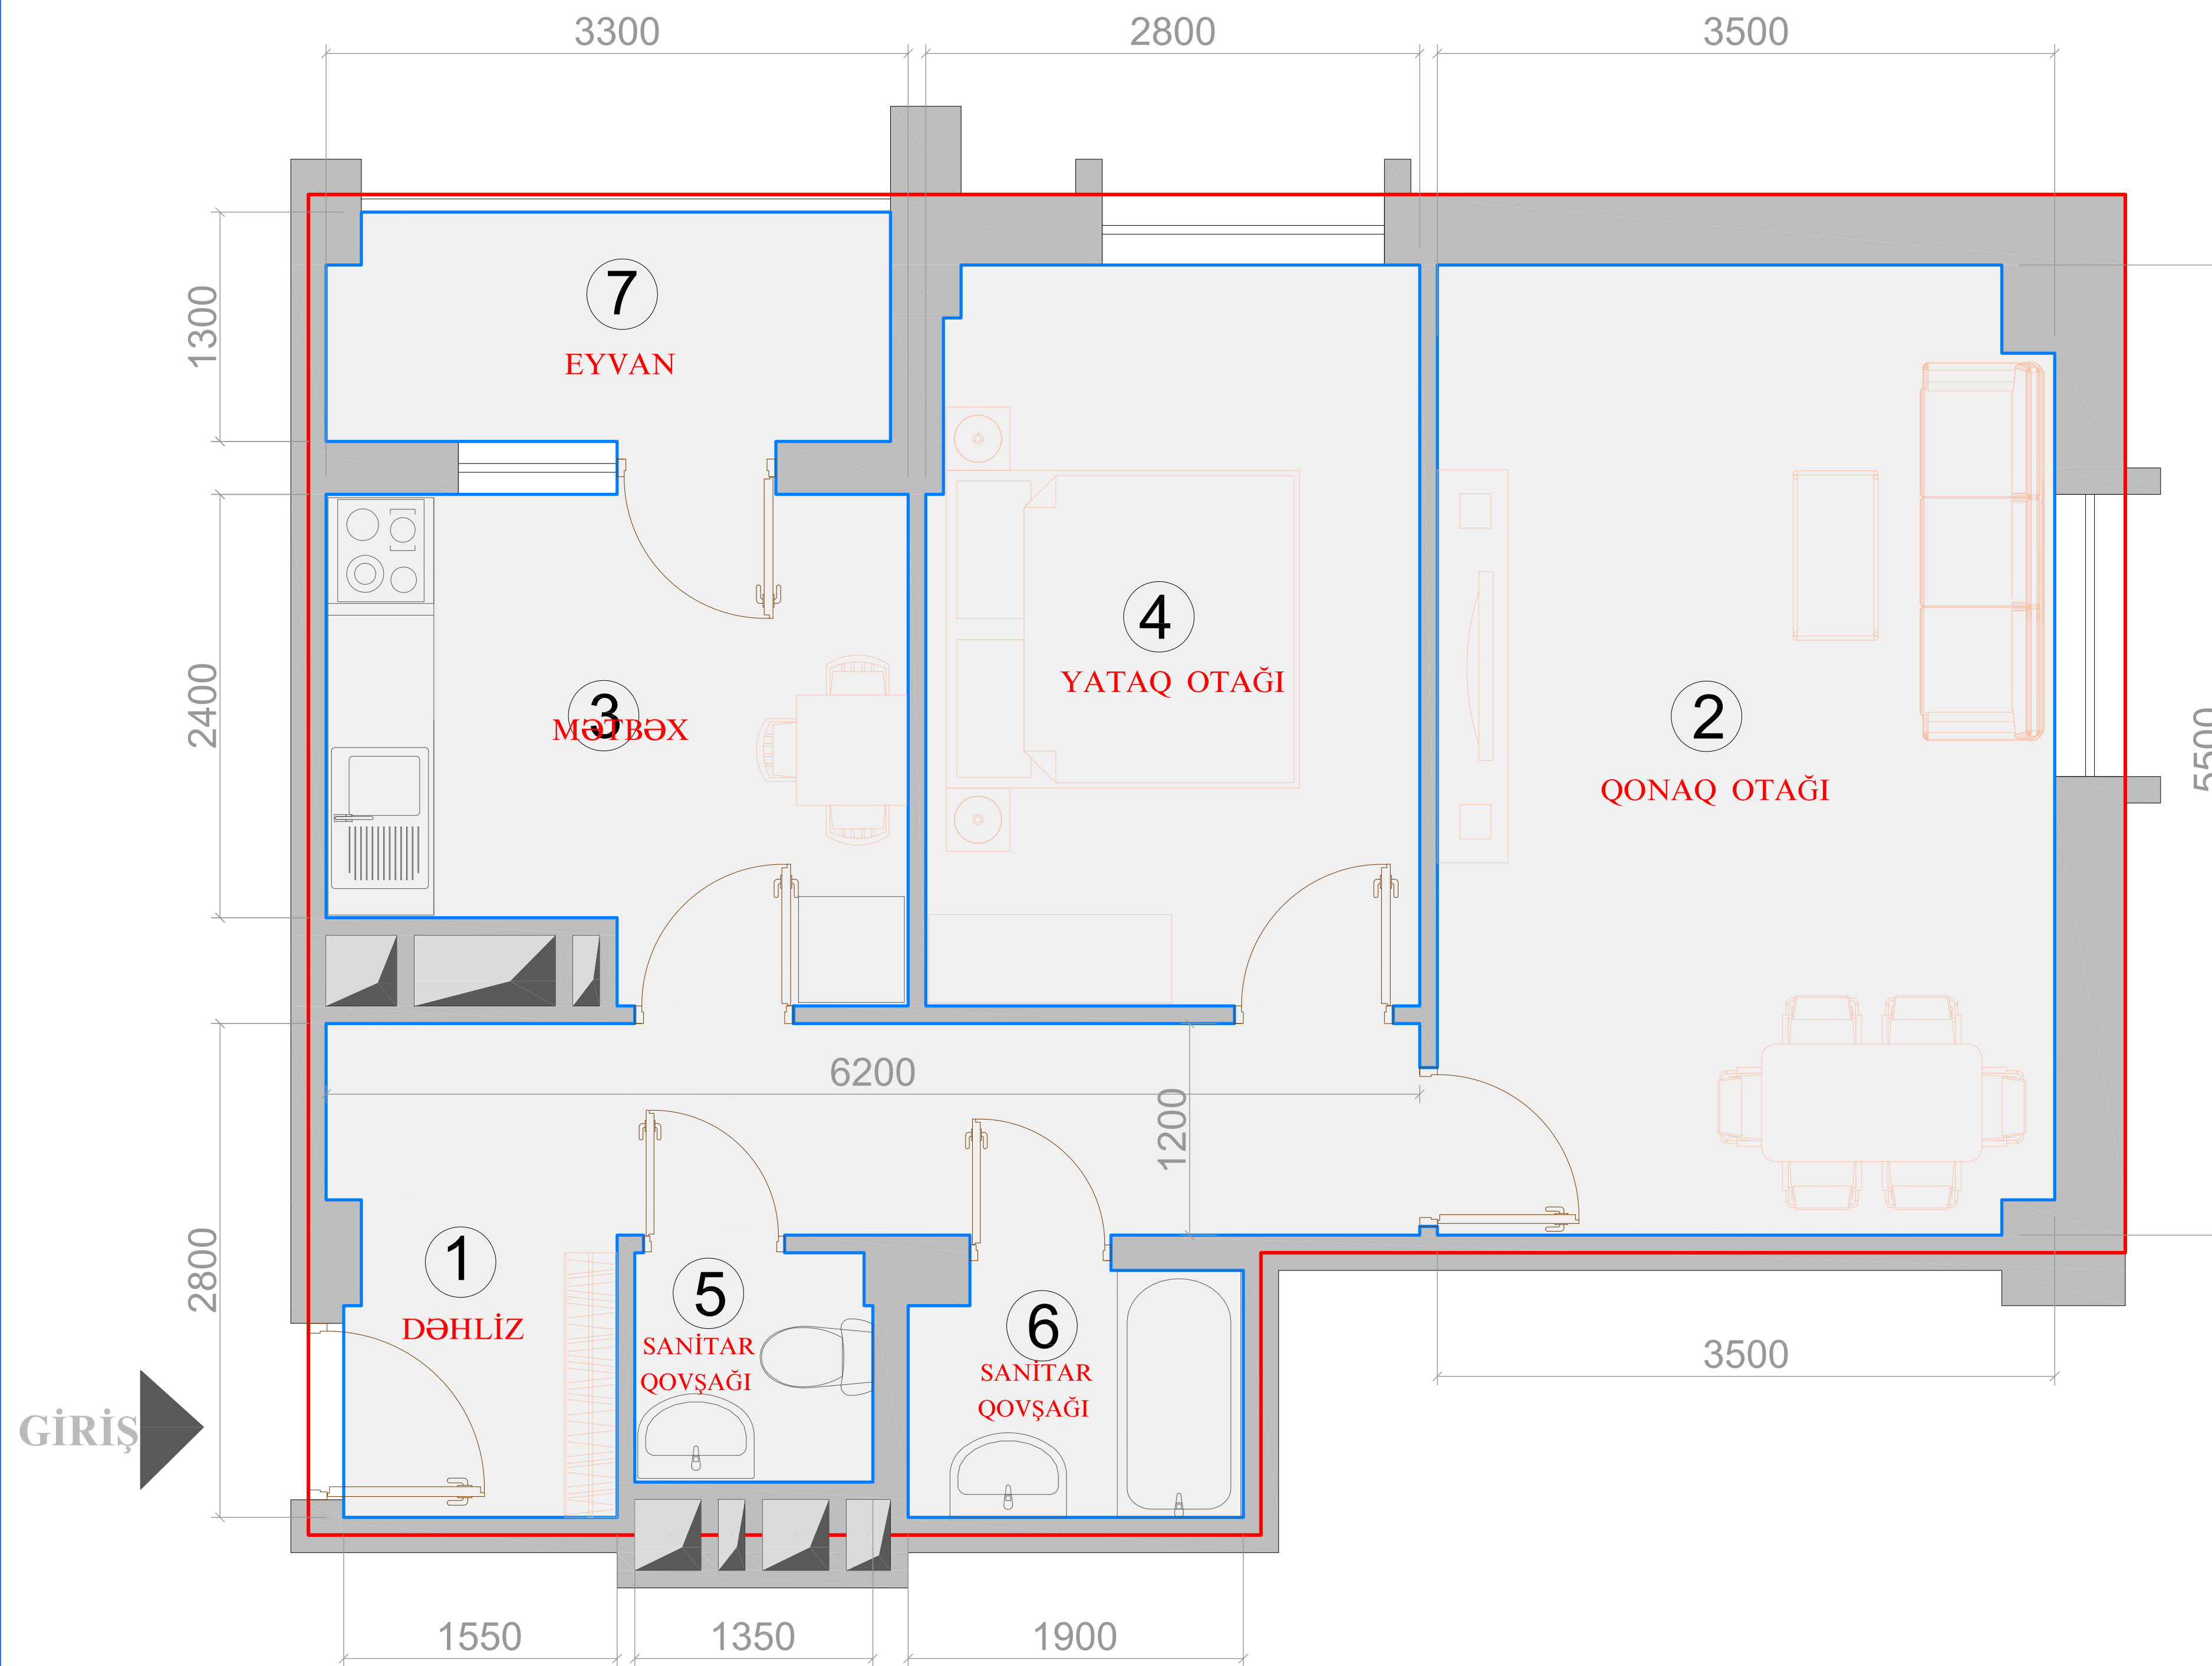 3300
2800
3500
7
EYVAN
1300
4
YATAQ OTAĞI
2400
3
MƏTBƏX
2
QONAQ OTAĞI
5500
6200
1200
2800
1
DƏHLİZ
5
SANİTAR
QOVŞAĞI
6
SANİTAR
QOVŞAĞI
3500
GİRİŞ
1550
1350
1900